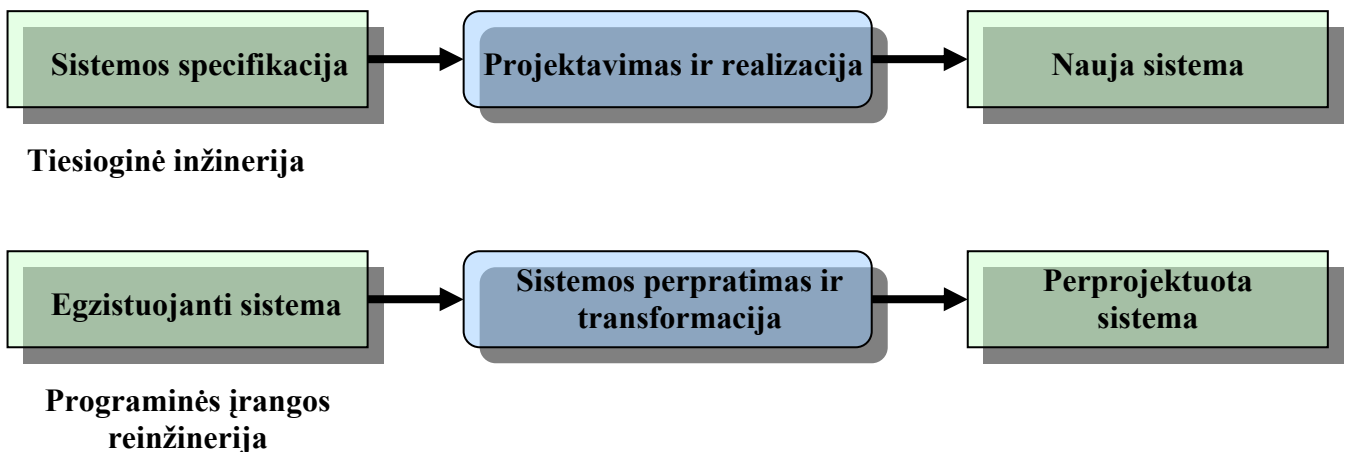 Sistemos specifikacija
Projektavimas ir realizacija
Nauja sistema
Tiesioginė inžinerija
Egzistuojanti sistema
Sistemos perpratimas ir
transformacija
Perprojektuota
sistema
Programinės įrangos
reinžinerija